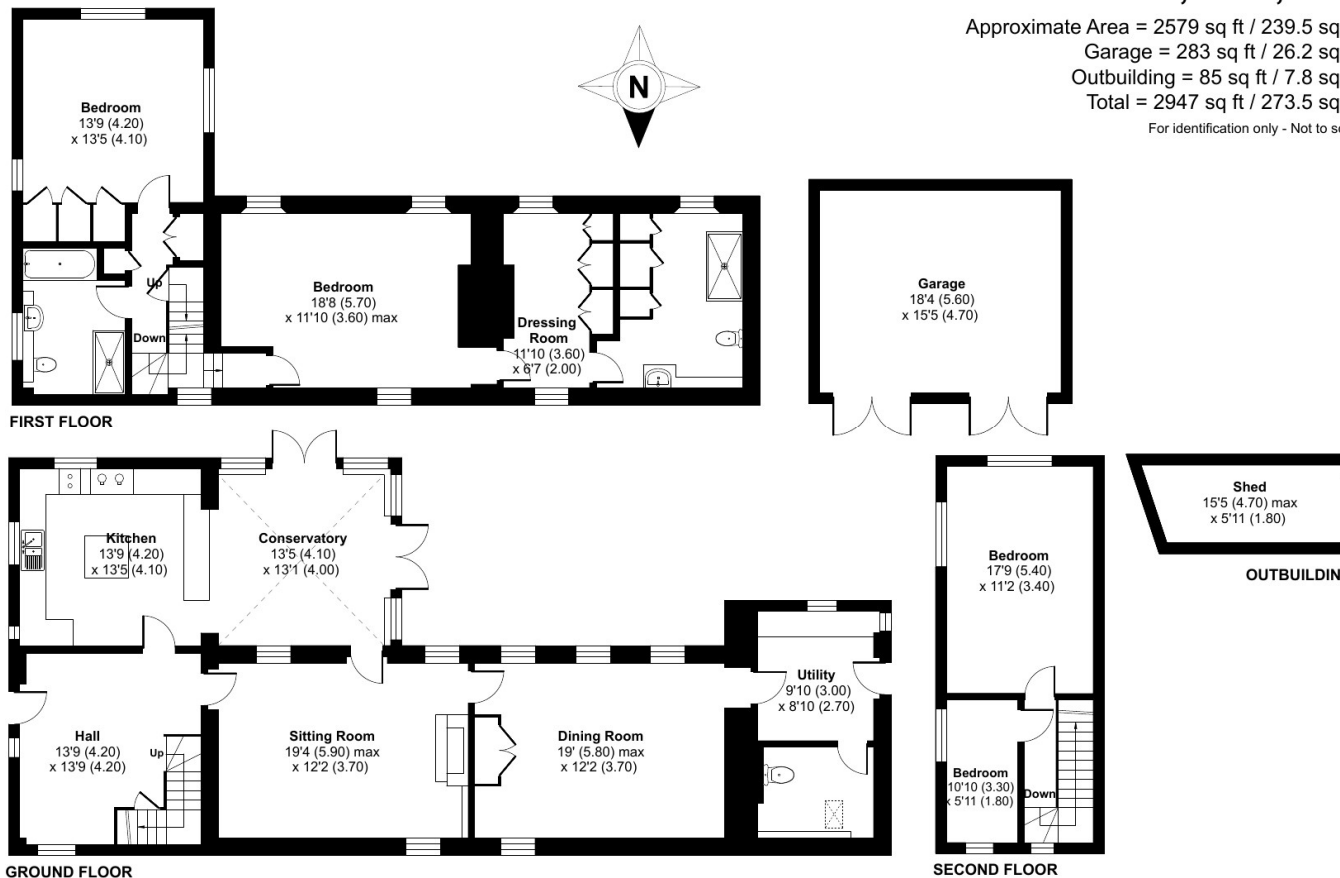 Approximate Area = 2579 sq ft / 239.5 sq
Garage = 283 sq ft / 26.2 sq
Outbuilding = 85 sq ft / 7.8 sq
Total = 2947 sq ft / 273.5 sq
For identification only - Not to
N
Bedroom
13'9 (4.20)
x 13'5 (4.10)
Up
Down
Bedroom
18'8 (5.70)
x 11'10 (3.60) max
Dressing
Room
11'10 (3.60)
x 6'7 (2.00)
FIRST FLOOR
Garage
18'4 (5.60)
x 15'5 (4.70)
Kitchen
13'9 (4.20)
x 13'5 (4.10)
Conservatory
13'5 (4.10)
x 13'1 (4.00)
Hall
13'9 (4.20)
x 13'9 (4.20)
Up
Sitting Room
19'4 (5.90) max
x 12'2 (3.70)
Dining Room
19' (5.80) max
x 12'2 (3.70)
Utility
9'10 (3.00)
x 8'10 (2.70)
GROUND FLOOR
Bedroom
17'9 (5.40)
x 11'2 (3.40)
Bedroom
10'10 (3.30)
x 5'11 (1.80)
Down
SECOND FLOOR
Shed
15'5 (4.70) max
x 5'11 (1.80)
OUTBUILDIN